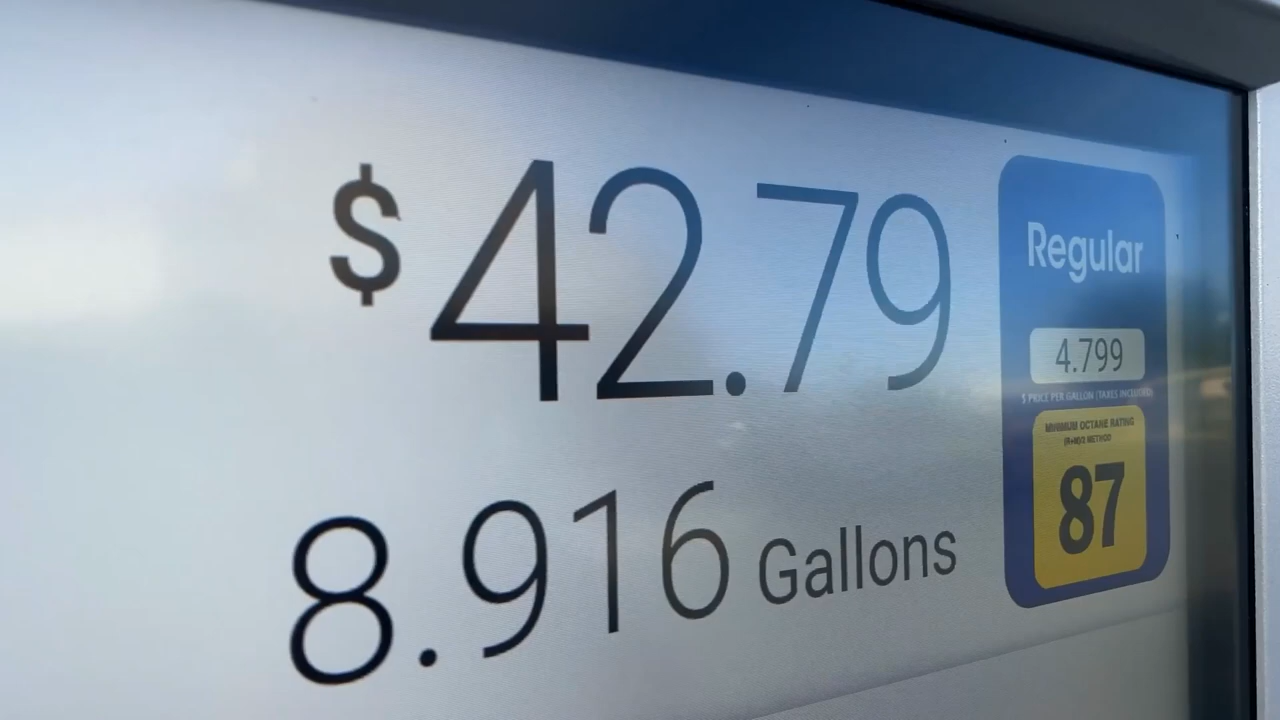 $42.79
8.916 Gallons
Regular
4.799
$ PRICE PER GALLON (TAXES INCLUDED)
MINIMUM OCTANE RATING
(R+M)/2 METHOD
87